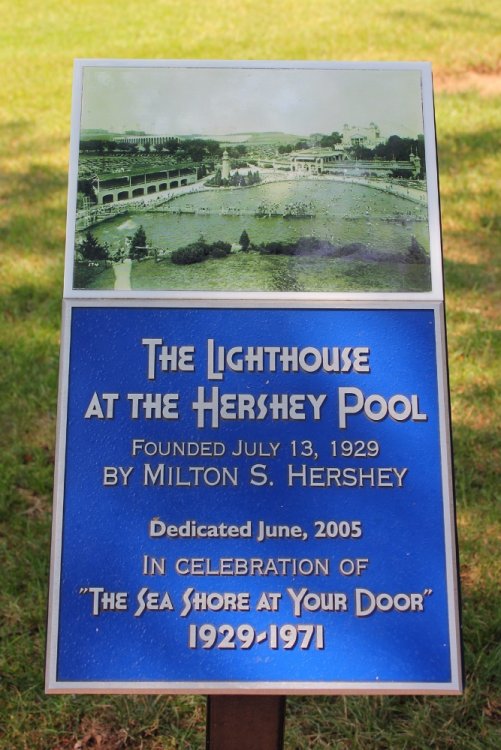 The Lighthouse
at the Hershey Pool
Founded July 13, 1929
by Milton S. Hershey
Dedicated June, 2005
In celebration of
"The Sea Shore at Your Door"
1929-1971